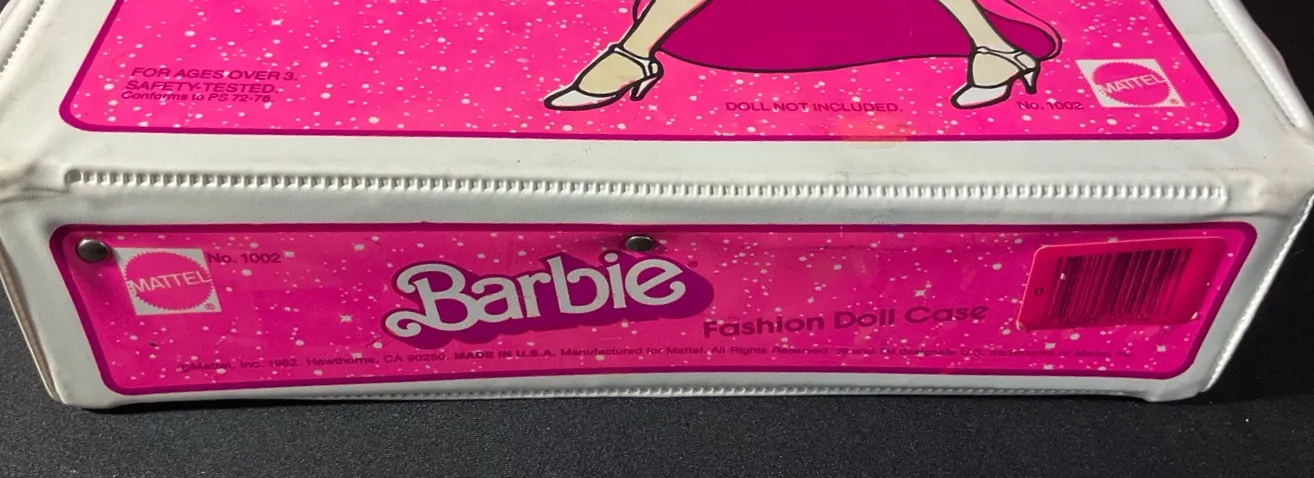 FOR AGES OVER 3.
SAFETY-TESTED.
Conforms to PS 72-76.
DOLL NOT INCLUDED.
No. 1002
MATTEL
MATTEL
®
No. 1002
Barbie
Fashion Doll Case
©Mattel, Inc. 1982. Hawthorne, CA 90250. MADE IN U.S.A. Manufactured for Mattel. All Rights Reserved.